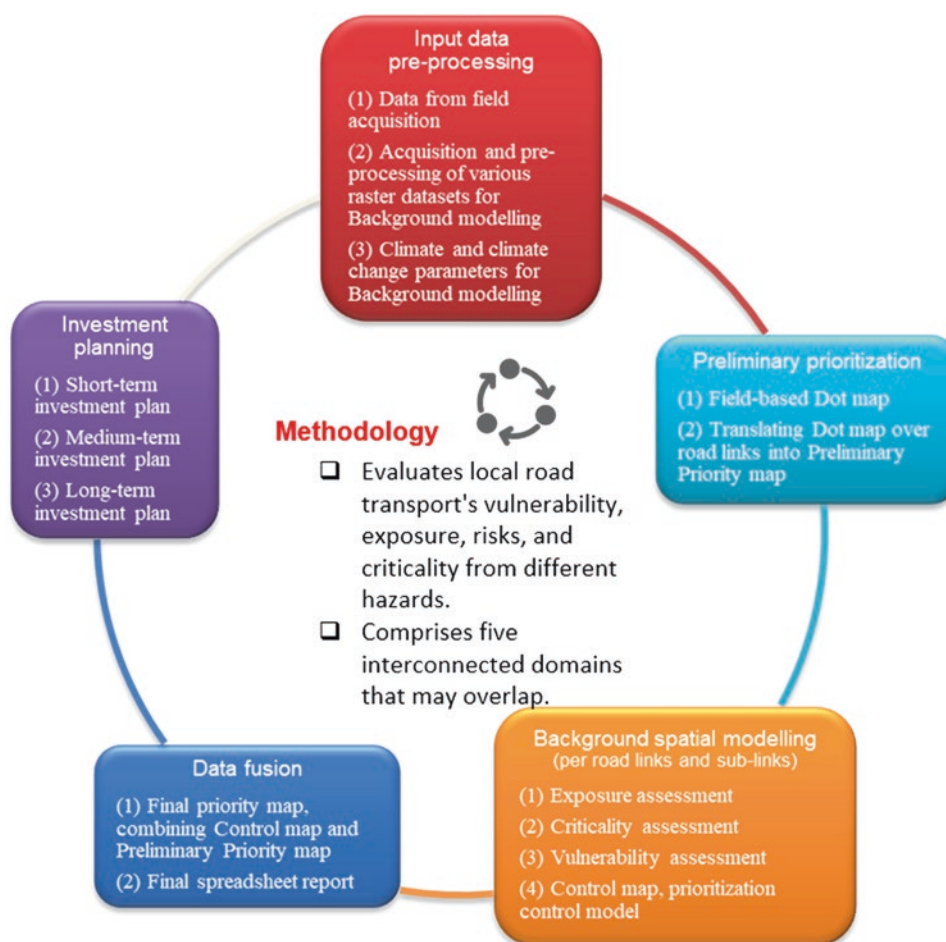 Input data
pre-processing
(1) Data from field
acquisition
(2) Acquisition and pre-
processing of various
raster datasets for
Background modelling
(3) Climate and climate
change parameters for
Background modelling
Preliminary prioritization
(1) Field-based Dot map
(2) Translating Dot map over
road links into Preliminary
Priority map
Background spatial modelling
(per road links and sub-links)
(1) Exposure assessment
(2) Criticality assessment
(3) Vulnerability assessment
(4) Control map, prioritization
control model
Data fusion
(1) Final priority map,
combining Control map and
Preliminary Priority map
(2) Final spreadsheet report
Investment
planning
(1) Short-term
investment plan
(2) Medium-term
investment plan
(3) Long-term
investment plan
Methodology
❑ Evaluates local road
transport's vulnerability,
exposure, risks, and
criticality from different
hazards.
❑ Comprises five
interconnected domains
that may overlap.